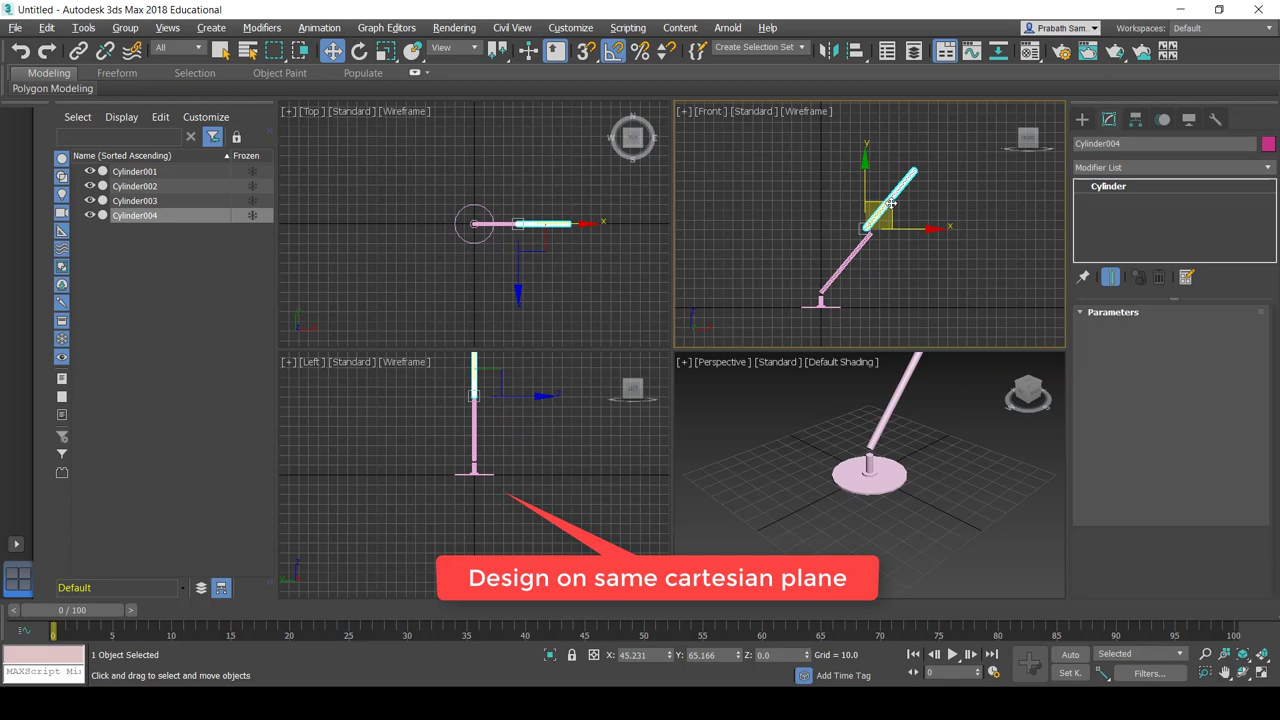 Untitled - Autodesk 3ds Max 2018 Educational
File Edit Tools Group Views Create Modifiers Animation Graph Editors Rendering Civil View Customize Scripting Content Arnold Help
Prabath Sam... Workspaces: Default
All View Create Selection Set
Modeling Freeform Selection Object Paint Populate
Polygon Modeling
Select Display Edit Customize
Name (Sorted Ascending) Frozen
Cylinder001
Cylinder002
Cylinder003
Cylinder004
[+] [Top] [Standard] [Wireframe]
N
W E
S
TOP
x
[+] [Front] [Standard] [Wireframe]
FRONT
y
x
[+] [Left] [Standard] [Wireframe]
LEFT
[+] [Perspective] [Standard] [Default Shading]
Cylinder004
Modifier List
Cylinder
Parameters
Design on same cartesian plane
Default
0 / 100
0 5 10 15 20 25 30 35 40 45 50 55 60 65 70 75 80 85 90 95 100
1 Object Selected
MAXScript Mi
Click and drag to select and move objects
X: 45.231 Y: 65.166 Z: 0.0 Grid = 10.0
Add Time Tag
0
Auto Selected
Set K. Filters...